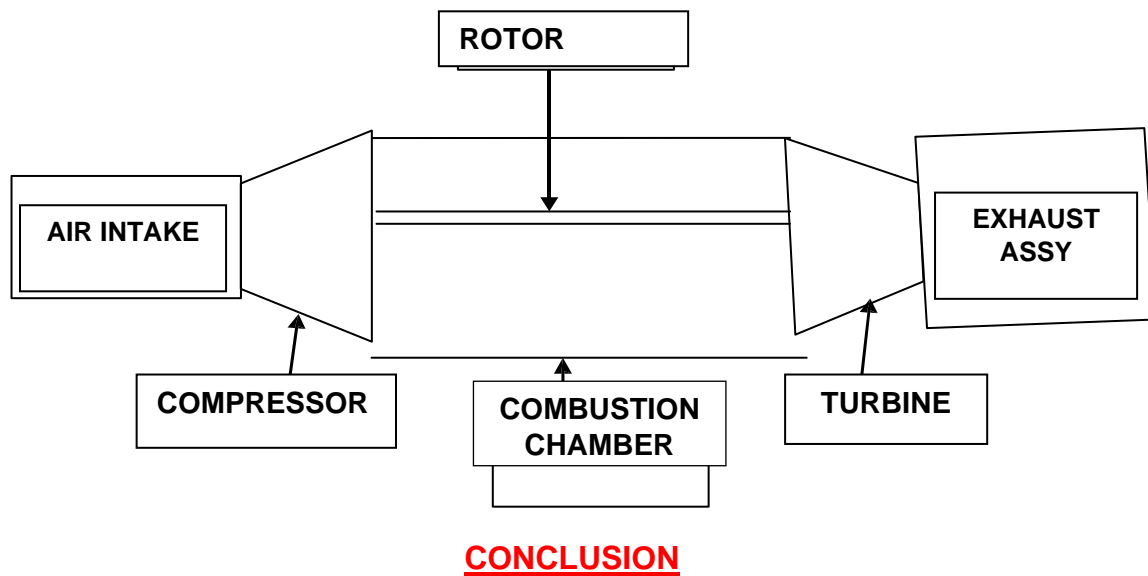 ROTOR
AIR INTAKE
EXHAUST
ASSY
COMPRESSOR
COMBUSTION
CHAMBER
TURBINE
CONCLUSION